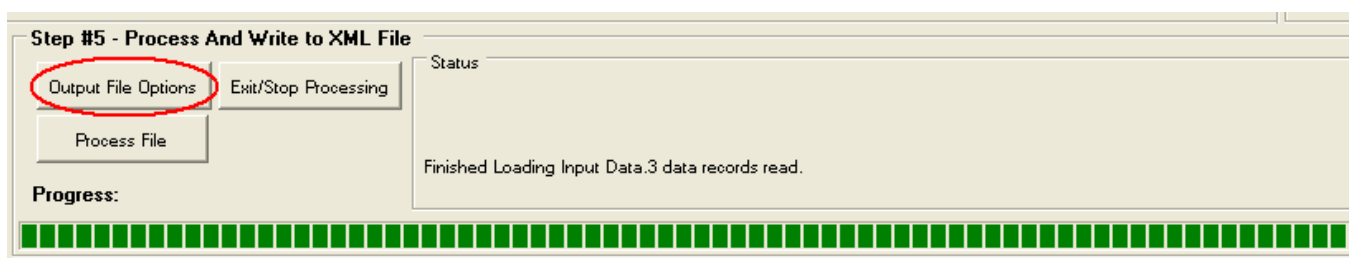 Step #5 - Process And Write to XML File
Output File Options
Exit/Stop Processing
Process File
Progress:
Status
Finished Loading Input Data.3 data records read.